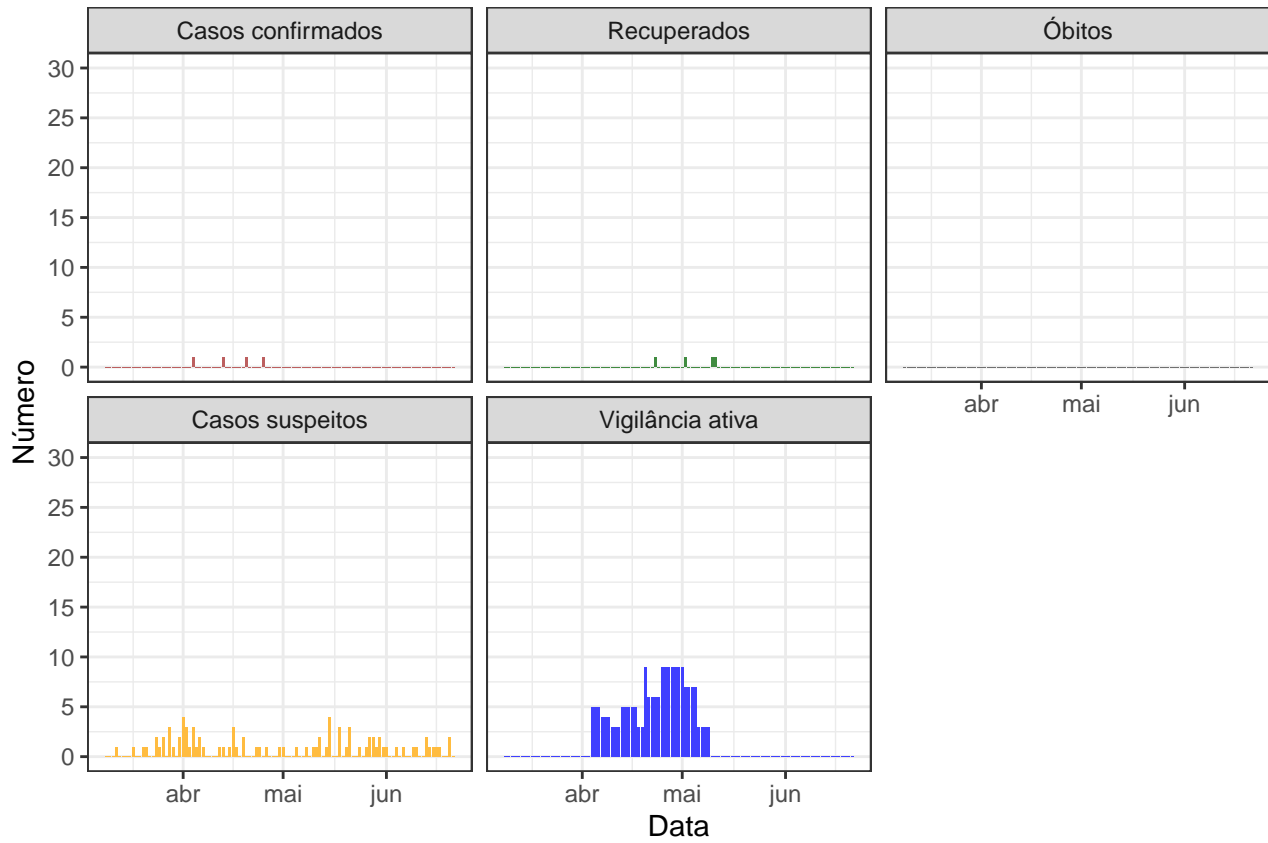 Casos confirmados
Recuperados
Óbitos
30
25
20
15
10
5
0
abr mai jun
Casos suspeitos
Vigilância ativa
30
25
20
15
10
5
0
abr mai jun
abr mai jun
Número
Data